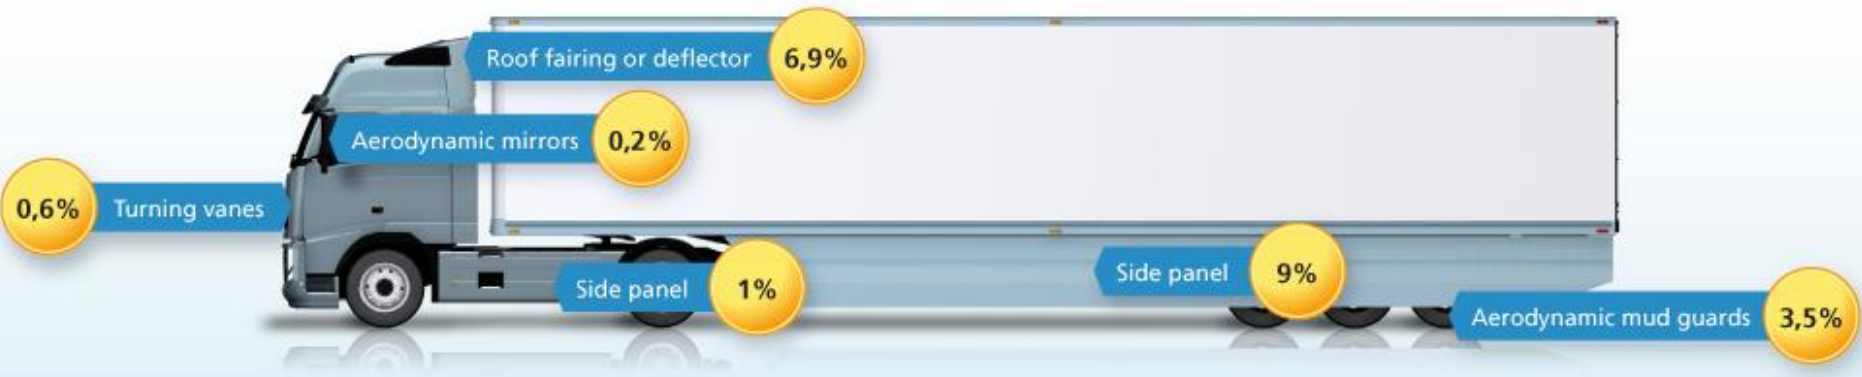 Roof fairing or deflector 6,9%
Aerodynamic mirrors 0,2%
0,6% Turning vanes
Side panel 1%
Side panel 9%
Aerodynamic mud guards 3,5%